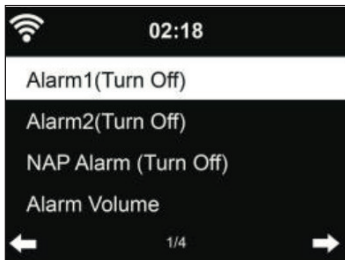 02:18
Alarm1(Turn Off)
Alarm2(Turn Off)
NAP Alarm (Turn Off)
Alarm Volume
1/4